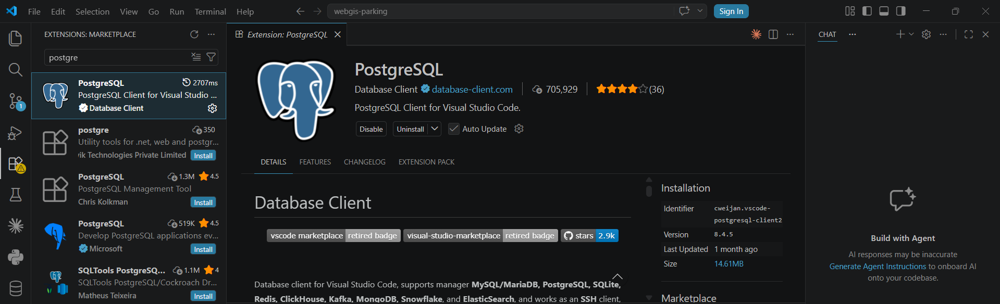 File Edit Selection View Go Run Terminal Help
webgis-parking
Sign In
EXTENSIONS: MARKETPLACE
postgre
PostgreSQL 2707ms
PostgreSQL Client for Visual Studio ...
Database Client
postgre 350
Utility tools for .net, web and postgr...
Technologies Private Limited Install
PostgreSQL 1.3M 4.5
PostgreSQL Management Tool
Chris Kolkman Install
PostgreSQL 519K 4.5
Develop PostgreSQL applications ev...
Microsoft Install
SQLTools PostgreSQ... 1.1M 4
SQLTools PostgreSQL/Cockroach Dr...
Matheus Teixeira Install
1
Extension: PostgreSQL
PostgreSQL
Database Client database-client.com 705,929 (36)
PostgreSQL Client for Visual Studio Code.
Disable Uninstall Auto Update
DETAILS FEATURES CHANGELOG EXTENSION PACK
Database Client
vscode marketplace retired badge visual-studio-marketplace retired badge stars 2.9k
Database client for Visual Studio Code, supports manager MySQL/MariaDB, PostgreSQL, SQLite,
Redis, ClickHouse, Kafka, MongoDB, Snowflake, and ElasticSearch, and works as an SSH client,
Installation
Identifier cweijan.vscode-
postgresql-client2
Version 8.4.5
Last Updated 1 month ago
Size 14.61MB
Marketplace
CHAT
Build with Agent
AI responses may be inaccurate
Generate Agent Instructions to onboard AI
onto your codebase.